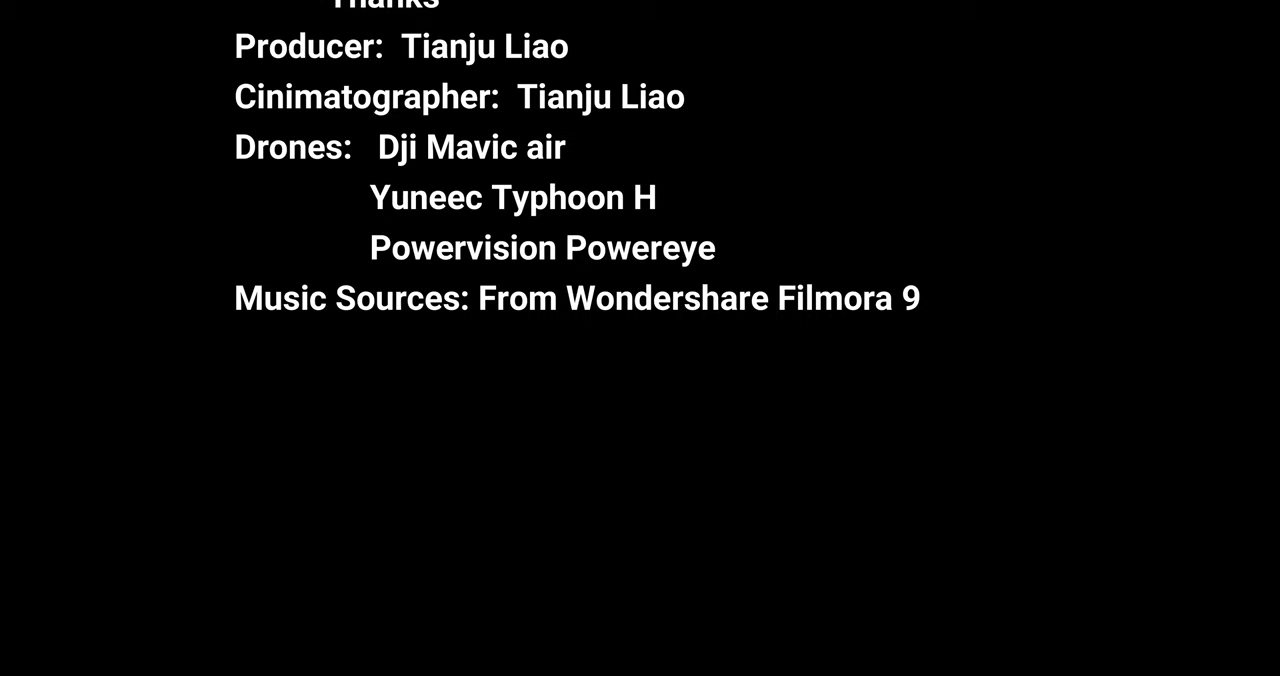 Thanks
Producer:  Tianju Liao
Cinimatographer:  Tianju Liao
Drones:   Dji Mavic air
Yuneec Typhoon H
Powervision Powereye
Music Sources: From Wondershare Filmora 9